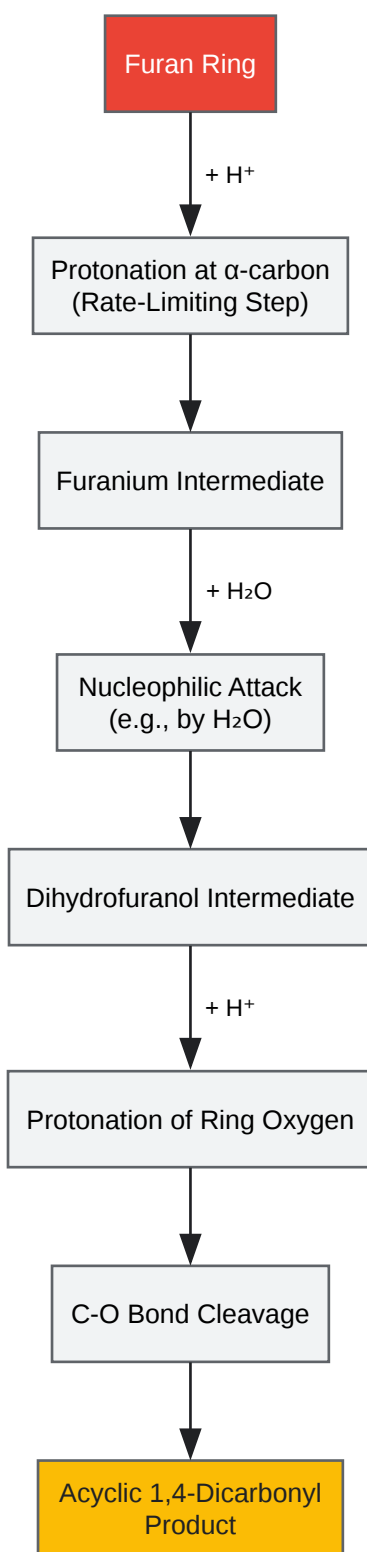 Furan Ring
+ H⁺
Protonation at α-carbon
(Rate-Limiting Step)
Furanium Intermediate
+ H₂O
Nucleophilic Attack
(e.g., by H₂O)
Dihydrofuranol Intermediate
+ H⁺
Protonation of Ring Oxygen
C-O Bond Cleavage
Acyclic 1,4-Dicarbonyl
Product